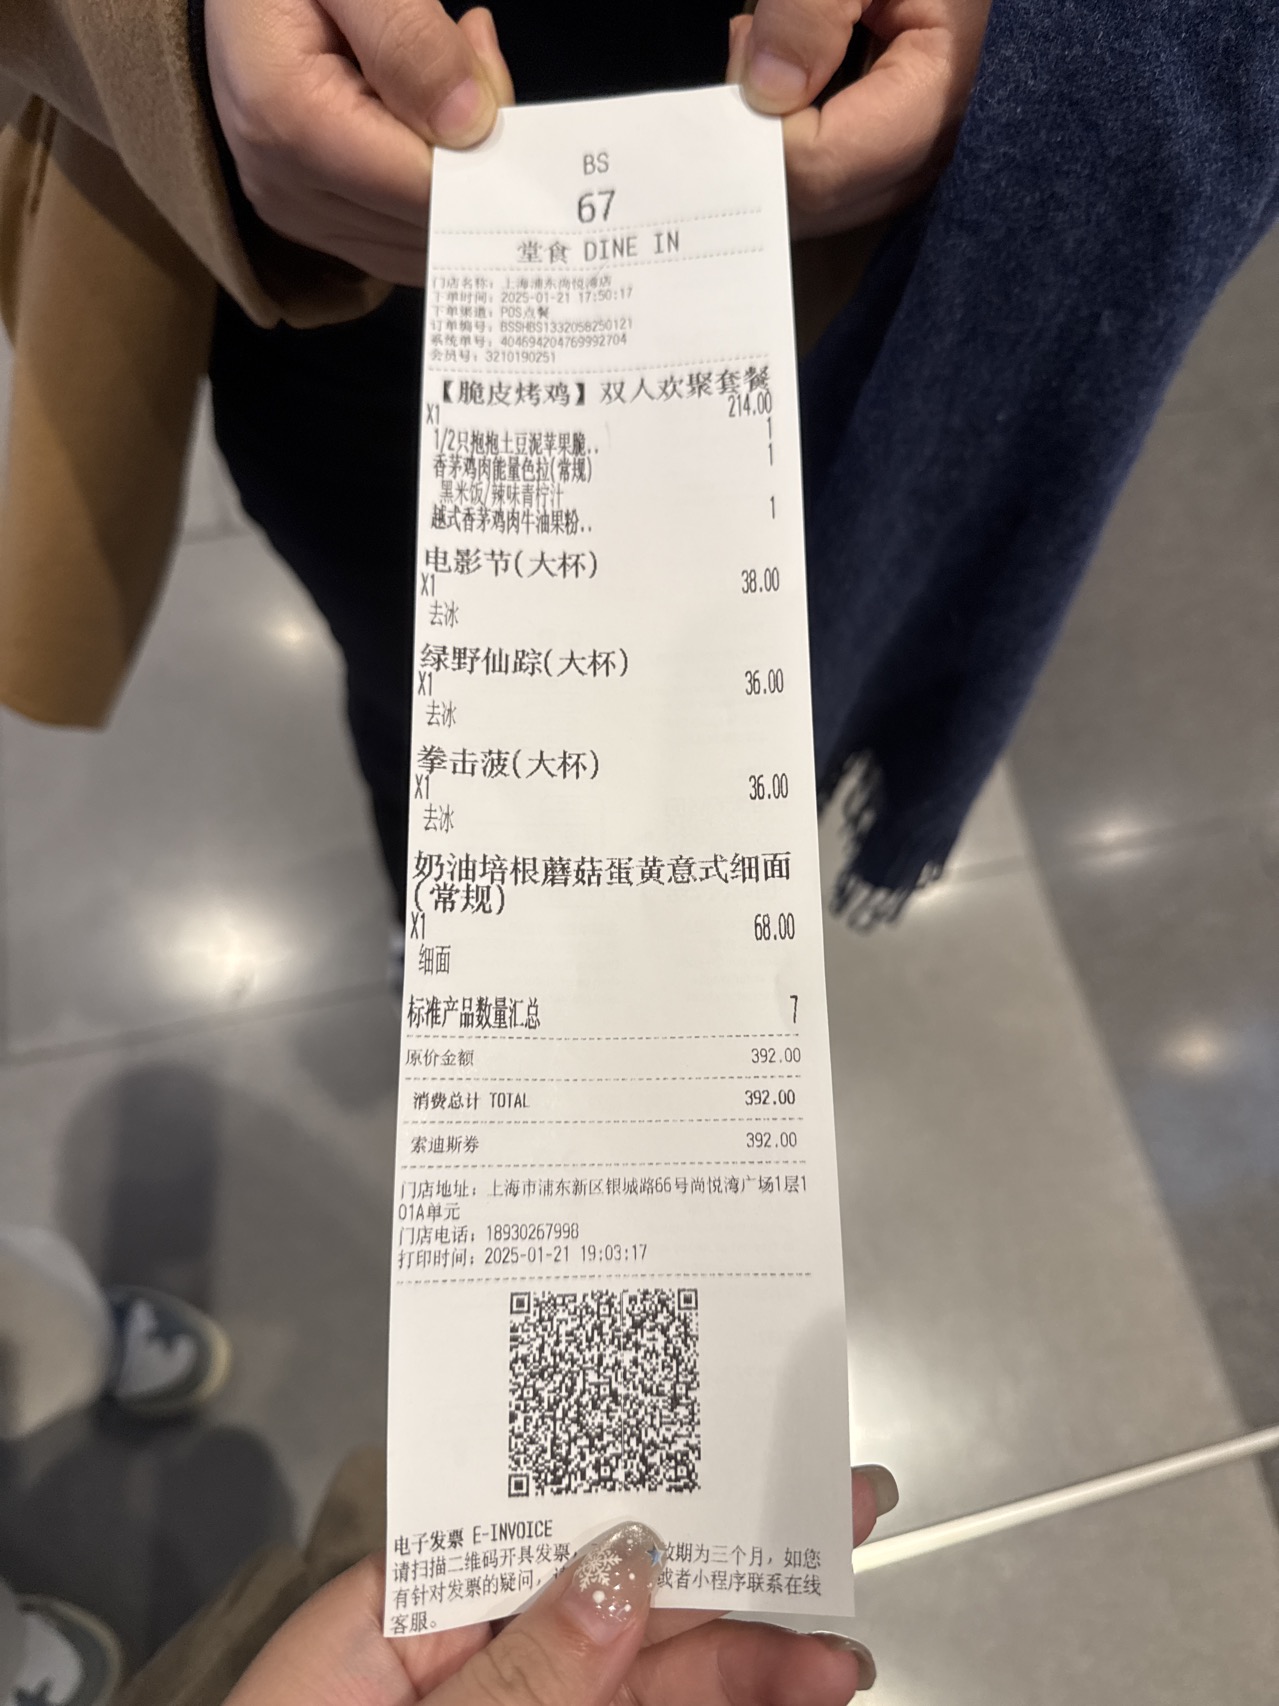 BS
67
堂食 DINE IN
门店名称：上海浦东尚悦湾店
下单时间：2025-01-21 17:50:17
下单渠道：POS点餐
订单编号：BSSHBS1332058250121
系统单号：404694204769992704
会员号：3210190251
【脆皮烤鸡】双人欢聚套餐
X1 214.00
1/2只抱抱土豆泥苹果脆.. 1
香茅鸡肉能量色拉(常规) 1
黑米饭/辣味青柠汁
越式香茅鸡肉牛油果粉.. 1
电影节(大杯)
X1 38.00
去冰
绿野仙踪(大杯)
X1 36.00
去冰
拳击菠(大杯)
X1 36.00
去冰
奶油培根蘑菇蛋黄意式细面
(常规)
X1 68.00
细面
标准产品数量汇总 7
原价金额 392.00
消费总计 TOTAL 392.00
索迪斯券 392.00
门店地址：上海市浦东新区银城路66号尚悦湾广场1层1
01A单元
门店电话：18930267998
打印时间：2025-01-21 19:03:17
电子发票 E-INVOICE
请扫描二维码开具发票， 效期为三个月，如您
有针对发票的疑问， 或者小程序联系在线
客服。